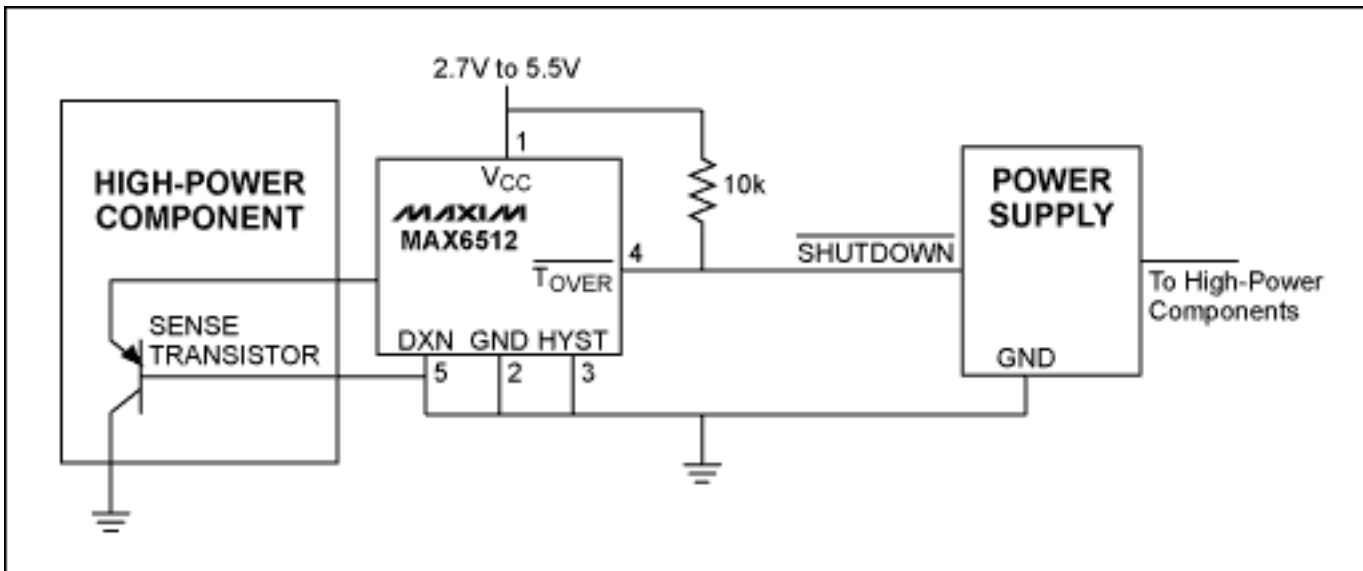 2.7V to 5.5V
HIGH-POWER
COMPONENT
1
VCC
MAXIM
MAX6512
TOVER
4
DXN GND HYST
5
2
3
SENSE
TRANSISTOR
10k
SHUTDOWN
POWER
SUPPLY
GND
To High-Power
Components